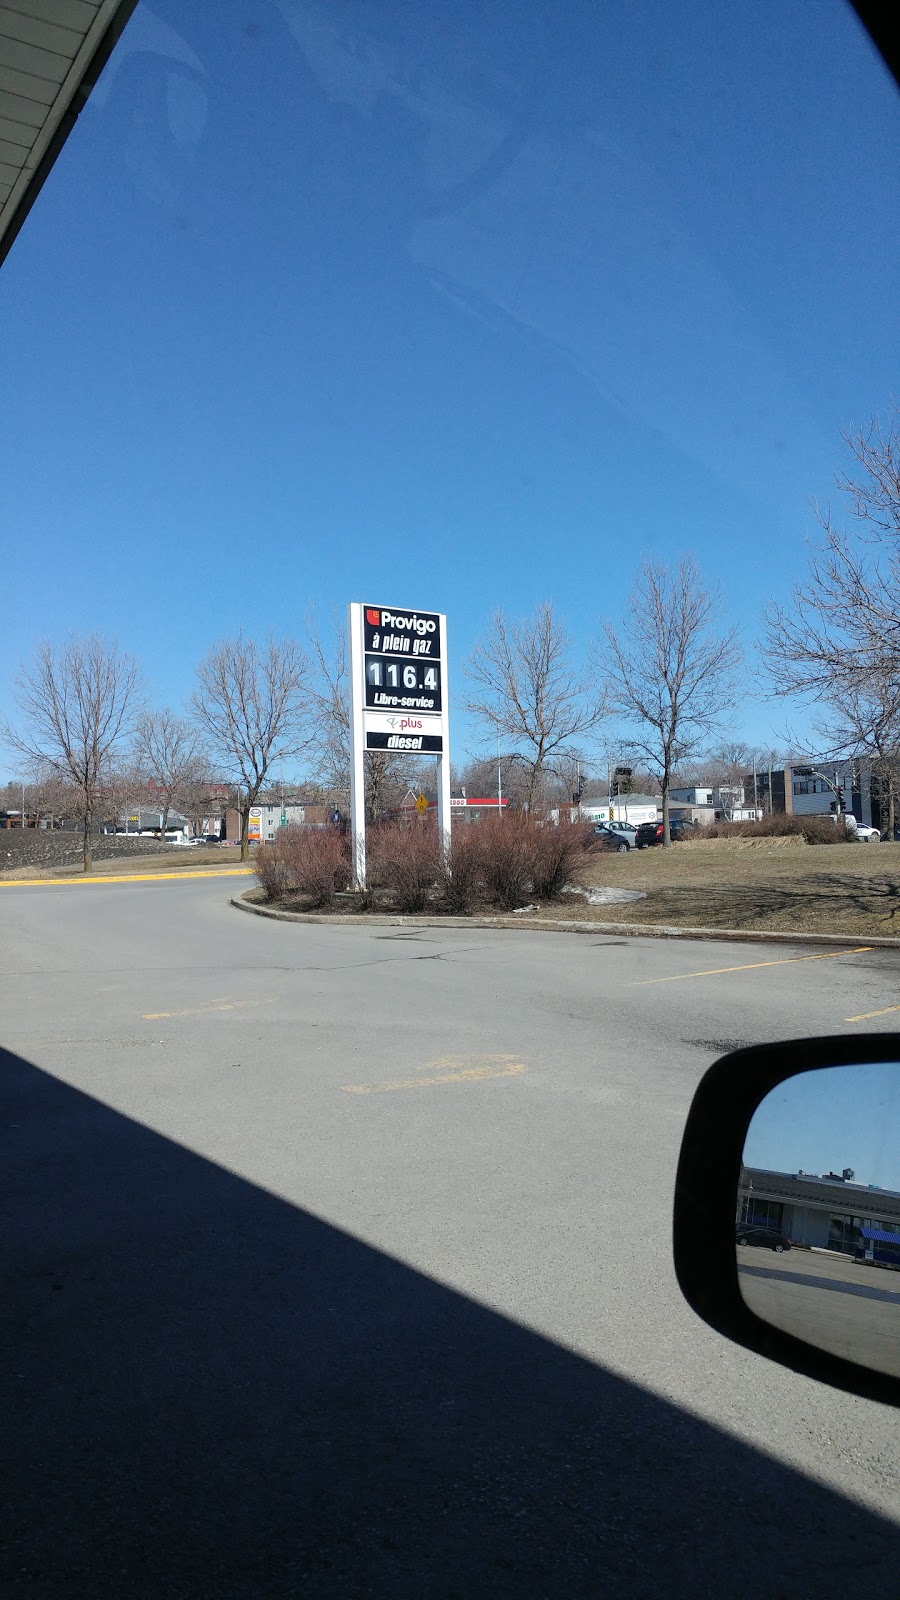 Provigo
à plein gaz
116.4
Libre-service
plus
diesel